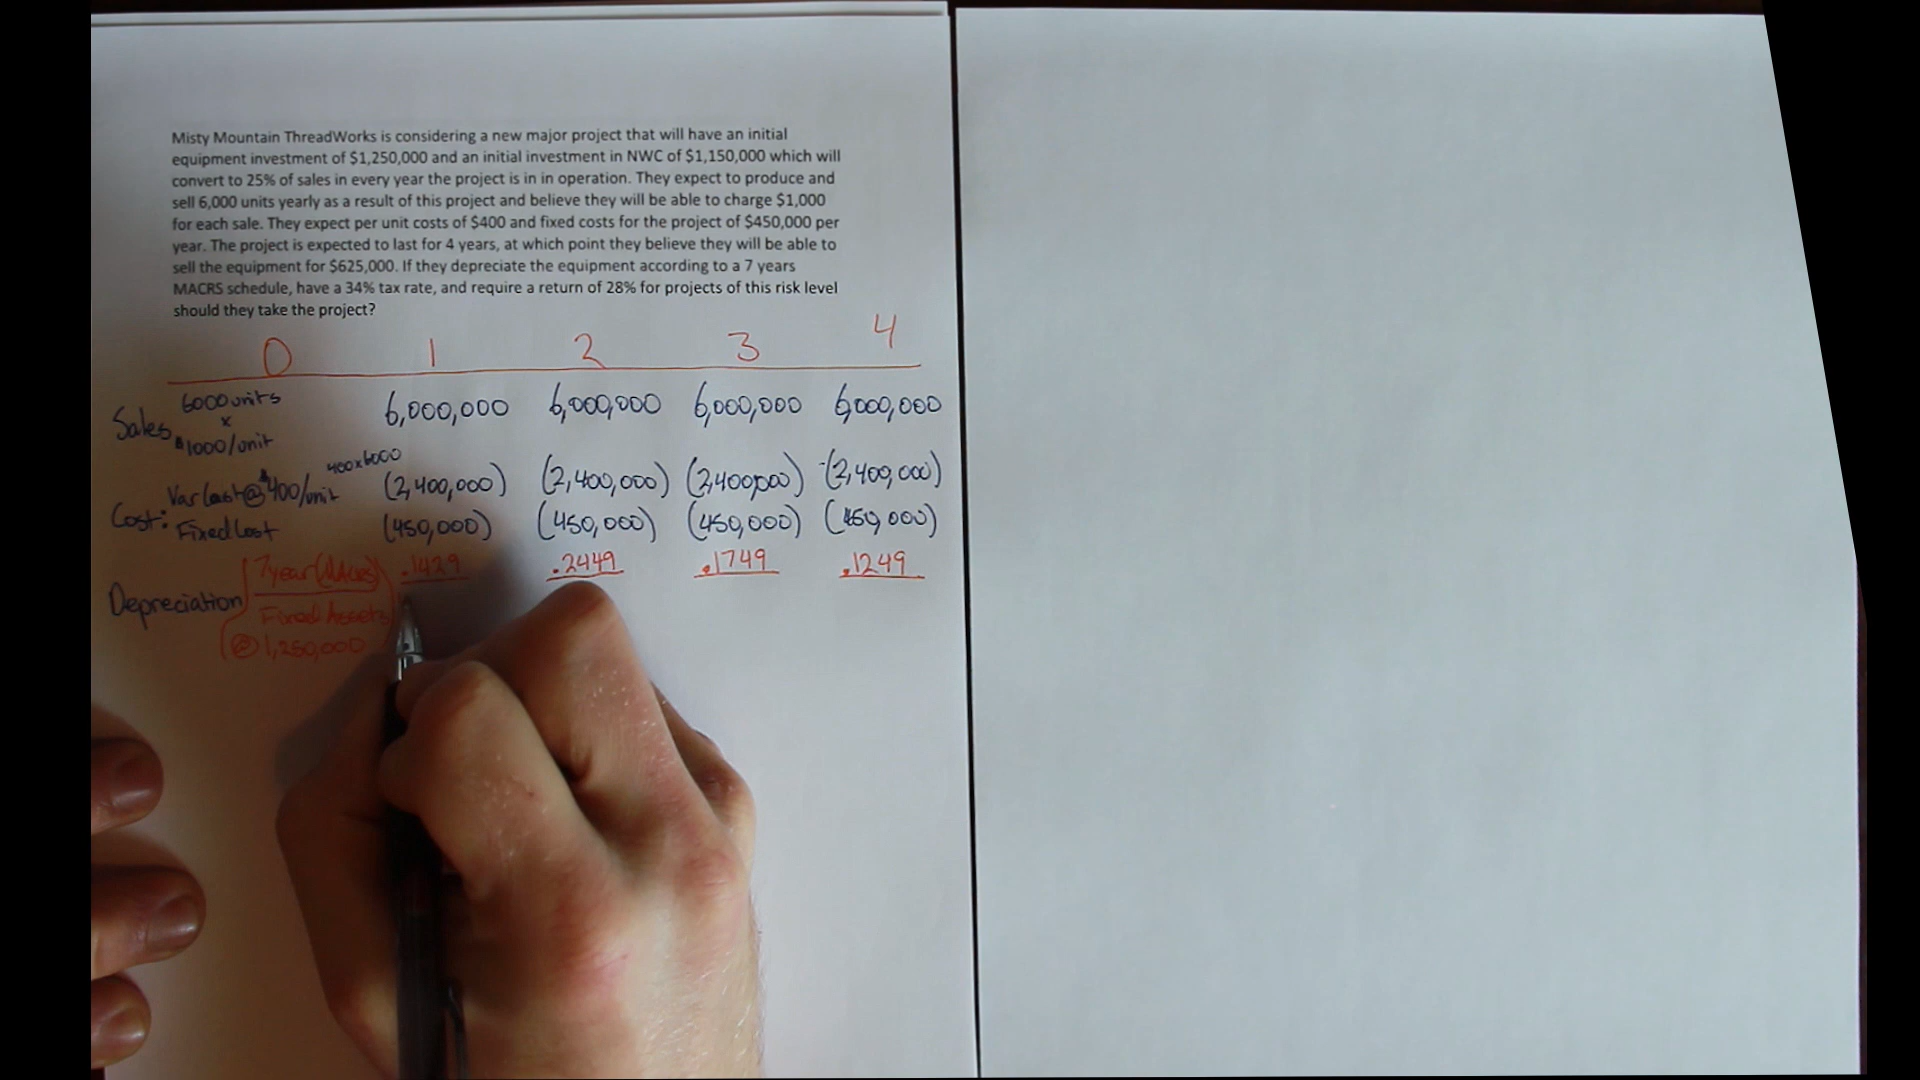 Misty Mountain ThreadWorks is considering a new major project that will have an initial
equipment investment of $1,250,000 and an initial investment in NWC of $1,150,000 which will
convert to 25% of sales in every year the project is in in operation. They expect to produce and
sell 6,000 units yearly as a result of this project and believe they will be able to charge $1,000
for each sale. They expect per unit costs of $400 and fixed costs for the project of $450,000 per
year. The project is expected to last for 4 years, at which point they believe they will be able to
sell the equipment for $625,000. If they depreciate the equipment according to a 7 years
MACRS schedule, have a 34% tax rate, and require a return of 28% for projects of this risk level
should they take the project?
0 1 2 3 4
Sales 6000 units x $1000/unit 6,000,000 6,000,000 6,000,000 6,000,000
400x6000
Cost: Var Cost @ $400/unit (2,400,000) (2,400,000) (2,400,000) (2,400,000)
Fixed Cost (450,000) (450,000) (450,000) (450,000)
7 year .1429 .2449 .1749 .1249
Depreciation Fixed Assets
@ 1,250,000